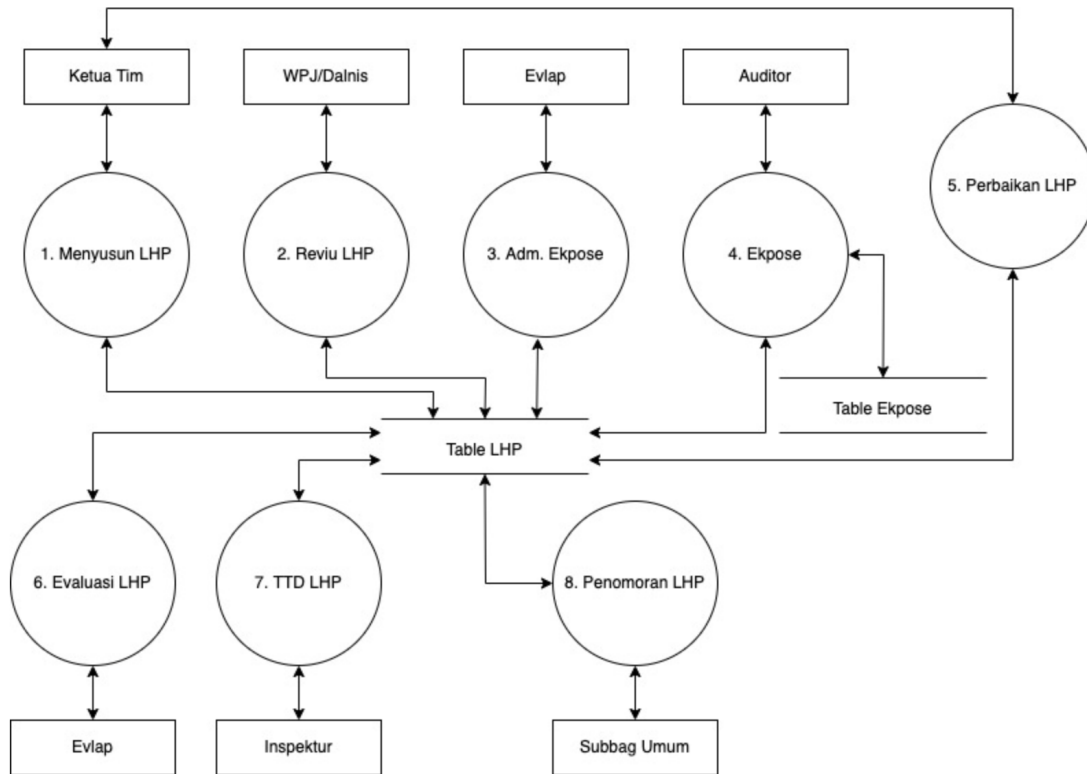 Ketua Tim
WPJ/Dalnis
Evlap
Auditor
5. Perbaikan LHP
1. Menyusun LHP
2. Reviu LHP
3. Adm. Ekpose
4. Ekpose
Table Ekpose
Table LHP
6. Evaluasi LHP
7. TTD LHP
8. Penomoran LHP
Evlap
Inspektur
Subbag Umum